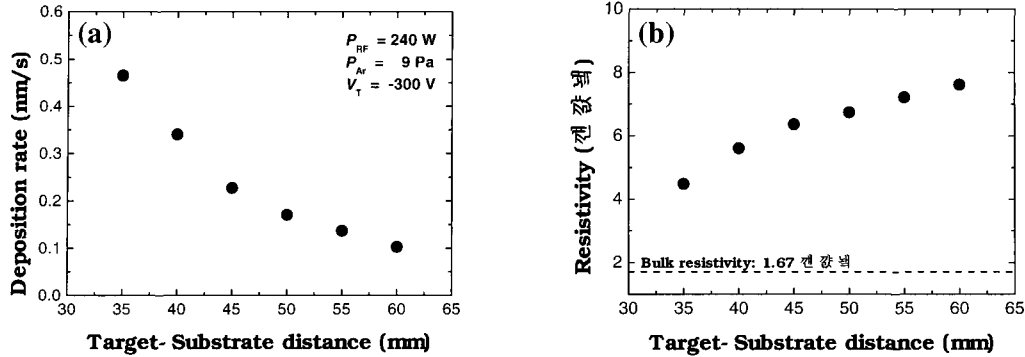 (a)
P_RF = 240 W
P_Ar = 9 Pa
V_T = -300 V
Deposition rate (nm/s)
0.6
0.5
0.4
0.3
0.2
0.1
0.0
30 35 40 45 50 55 60 65
Target- Substrate distance (mm)
(b)
Resistivity (
10
8
6
4
2
Bulk resistivity: 1.67
30 35 40 45 50 55 60 65
Target- Substrate distance (mm)